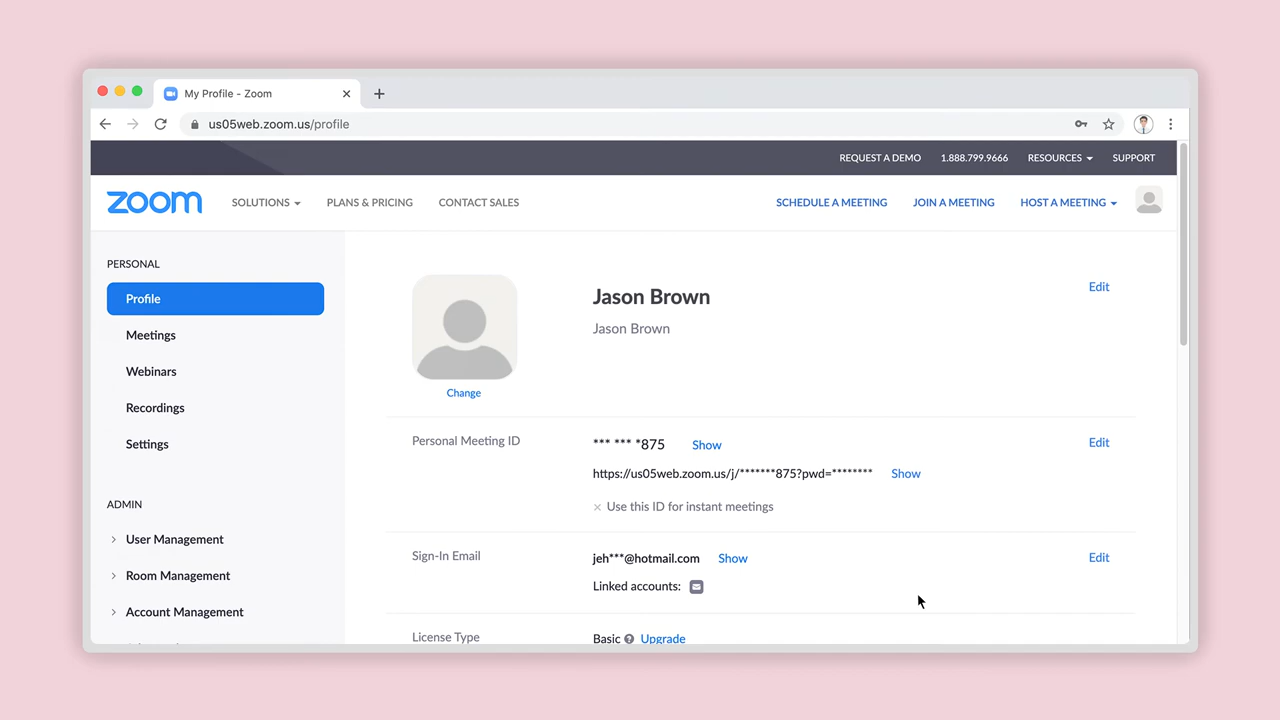 My Profile - Zoom
us05web.zoom.us/profile
REQUEST A DEMO 1.888.799.9666 RESOURCES SUPPORT
zoom SOLUTIONS PLANS & PRICING CONTACT SALES SCHEDULE A MEETING JOIN A MEETING HOST A MEETING
PERSONAL
Profile
Meetings
Webinars
Recordings
Settings
ADMIN
User Management
Room Management
Account Management
Jason Brown Edit
Jason Brown
Change
Personal Meeting ID *** *** *875 Show Edit
https://us05web.zoom.us/j/*******875?pwd=******** Show
× Use this ID for instant meetings
Sign-In Email jeh***@hotmail.com Show Edit
Linked accounts:
License Type Basic ? Upgrade